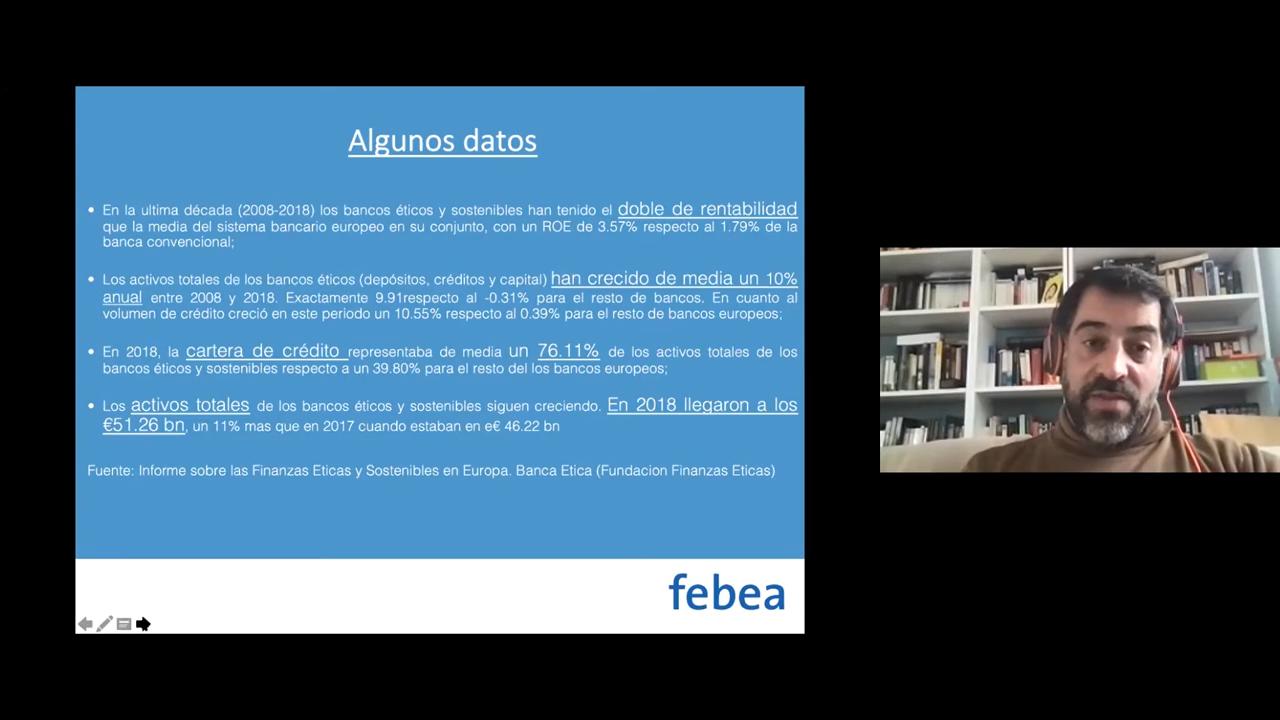 Algunos datos
• En la ultima década (2008-2018) los bancos éticos y sostenibles han tenido el doble de rentabilidad
que la media del sistema bancario europeo en su conjunto, con un ROE de 3.57% respecto al 1.79% de la
banca convencional;
• Los activos totales de los bancos éticos (depósitos, créditos y capital) han crecido de media un 10%
anual entre 2008 y 2018. Exactamente 9.91respecto al -0.31% para el resto de bancos. En cuanto al
volumen de crédito creció en este periodo un 10.55% respecto al 0.39% para el resto de bancos europeos;
• En 2018, la cartera de crédito representaba de media un 76.11% de los activos totales de los
bancos éticos y sostenibles respecto a un 39.80% para el resto del los bancos europeos;
• Los activos totales de los bancos éticos y sostenibles siguen creciendo. En 2018 llegaron a los
€51.26 bn, un 11% mas que en 2017 cuando estaban en e€ 46.22 bn
Fuente: Informe sobre las Finanzas Eticas y Sostenibles en Europa. Banca Etica (Fundacion Finanzas Eticas)
febea